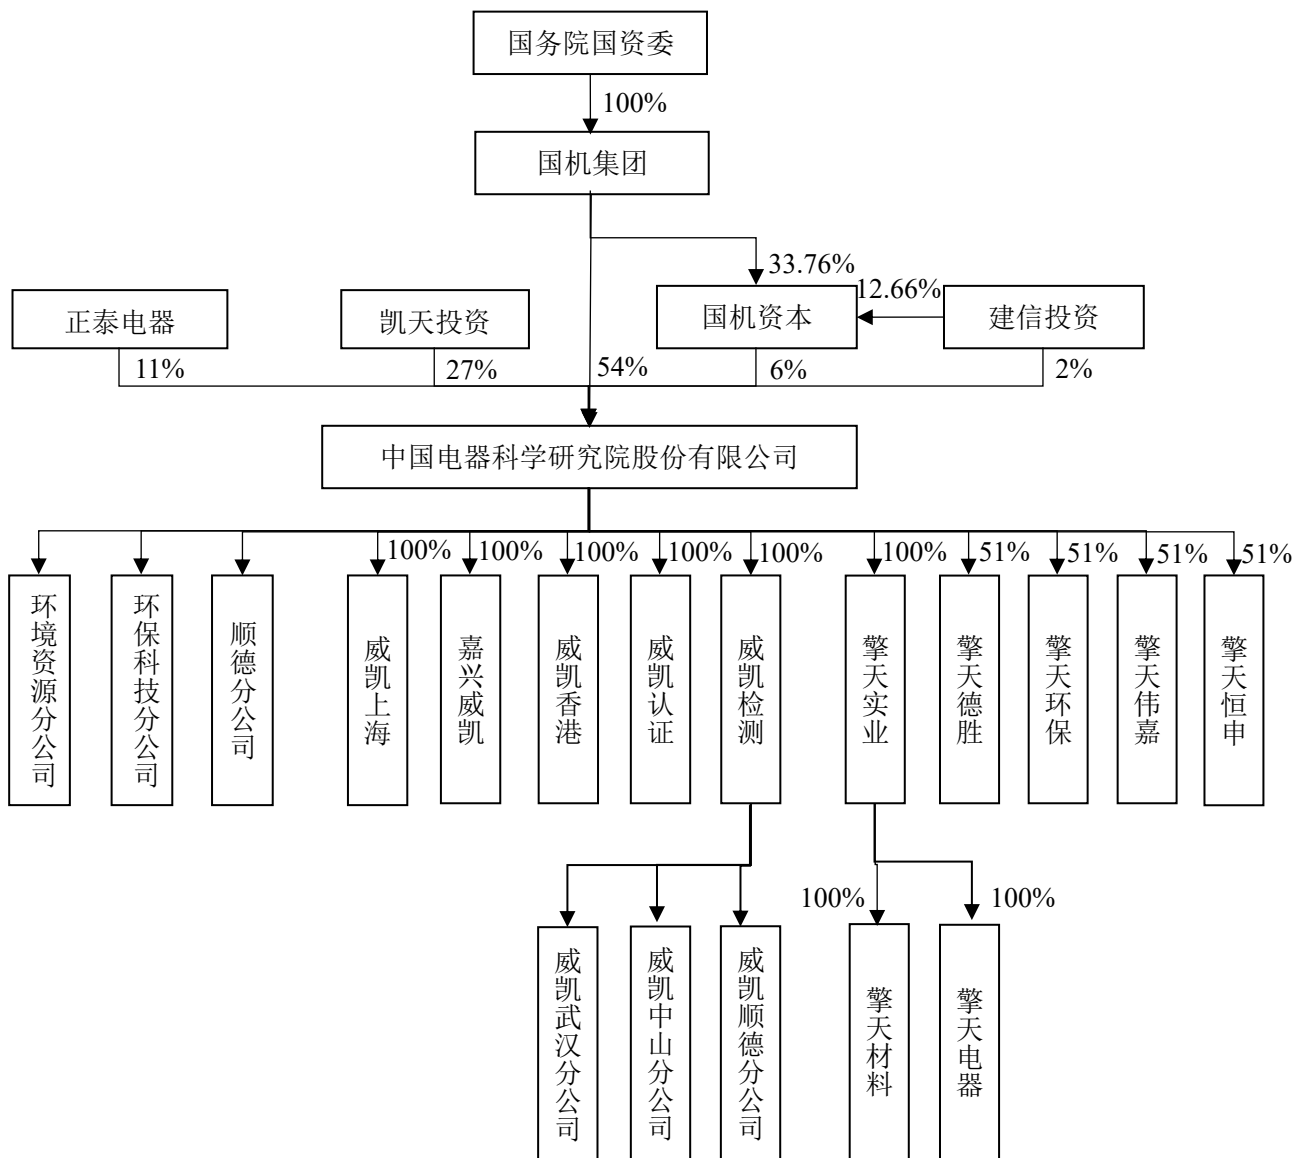 国务院国资委
100%
国机集团
33.76%
正泰电器
凯天投资
国机资本
12.66%
建信投资
11%
27%
54%
6%
2%
中国电器科学研究院股份有限公司
100%
100%
100%
100%
100%
100%
51%
51%
51%
51%
环境资源分公司
环保科技分公司
顺德分公司
威凯上海
嘉兴威凯
威凯香港
威凯认证
威凯检测
擎天实业
擎天德胜
擎天环保
擎天伟嘉
擎天恒申
100%
100%
威凯武汉分公司
威凯中山分公司
威凯顺德分公司
擎天材料
擎天电器